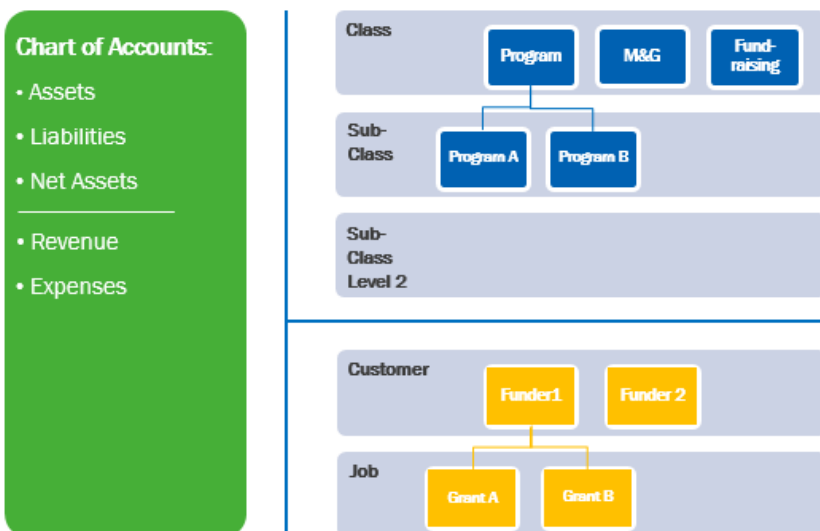 Chart of Accounts:
• Assets
• Liabilities
• Net Assets
• Revenue
• Expenses
Class
Program
M&G
Fund-
raising
Sub-
Class
Program A
Program B
Sub-
Class
Level 2
Customer
Funder1
Funder 2
Job
Grant A
Grant B